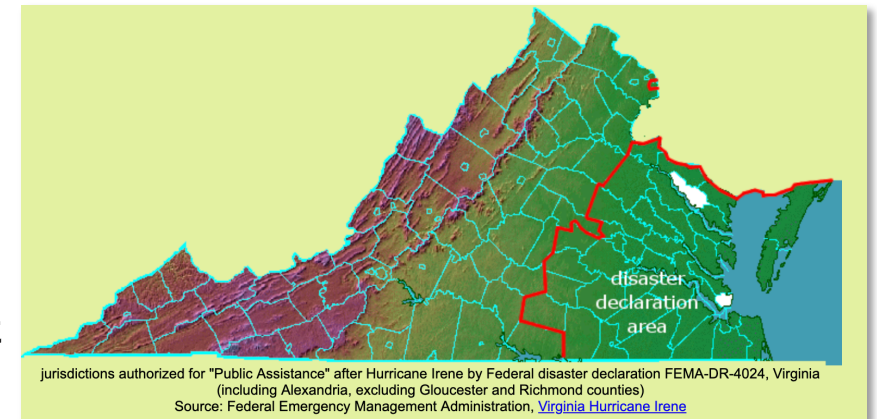 disaster
declaration
area
jurisdictions authorized for "Public Assistance" after Hurricane Irene by Federal disaster declaration FEMA-DR-4024, Virginia
(including Alexandria, excluding Gloucester and Richmond counties)
Source: Federal Emergency Management Administration, Virginia Hurricane Irene